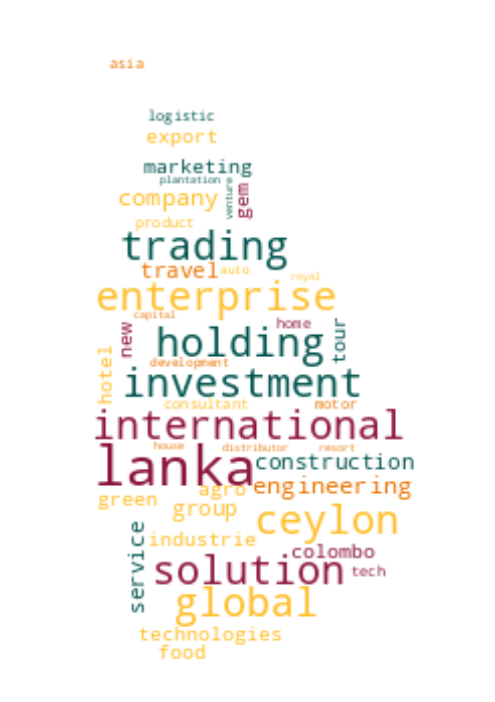 asia
logistic
export
marketing
plantation
venture
gem
company
product
trading
travel
auto
royal
enterprise
capital
home
new
holding
tour
development
hotel
investment
consultant
motor
international
house
distributor
resort
lanka
construction
agro
engineering
green
group
ceylon
service
industrie
colombo
solution
tech
global
technologies
food